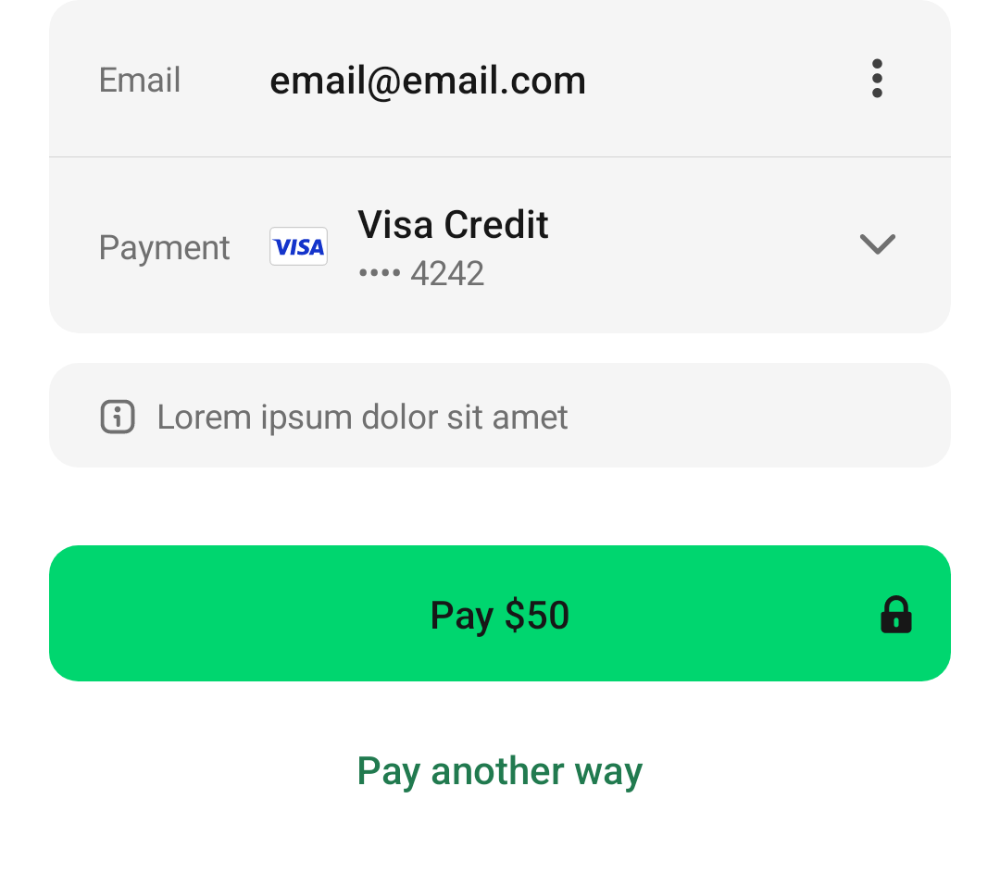 Email email@email.com
Payment VISA Visa Credit
•••• 4242
Lorem ipsum dolor sit amet
Pay $50
Pay another way